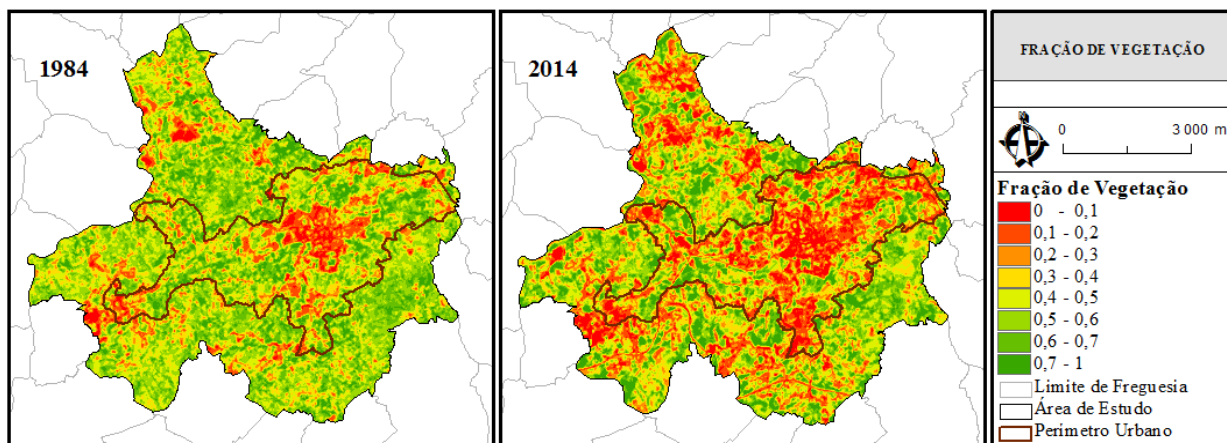 1984
2014
FRAÇÃO DE VEGETAÇÃO
0 3 000 m
Fração de Vegetação
0 - 0,1
0,1 - 0,2
0,2 - 0,3
0,3 - 0,4
0,4 - 0,5
0,5 - 0,6
0,6 - 0,7
0,7 - 1
Limite de Freguesia
Área de Estudo
Perimetro Urbano